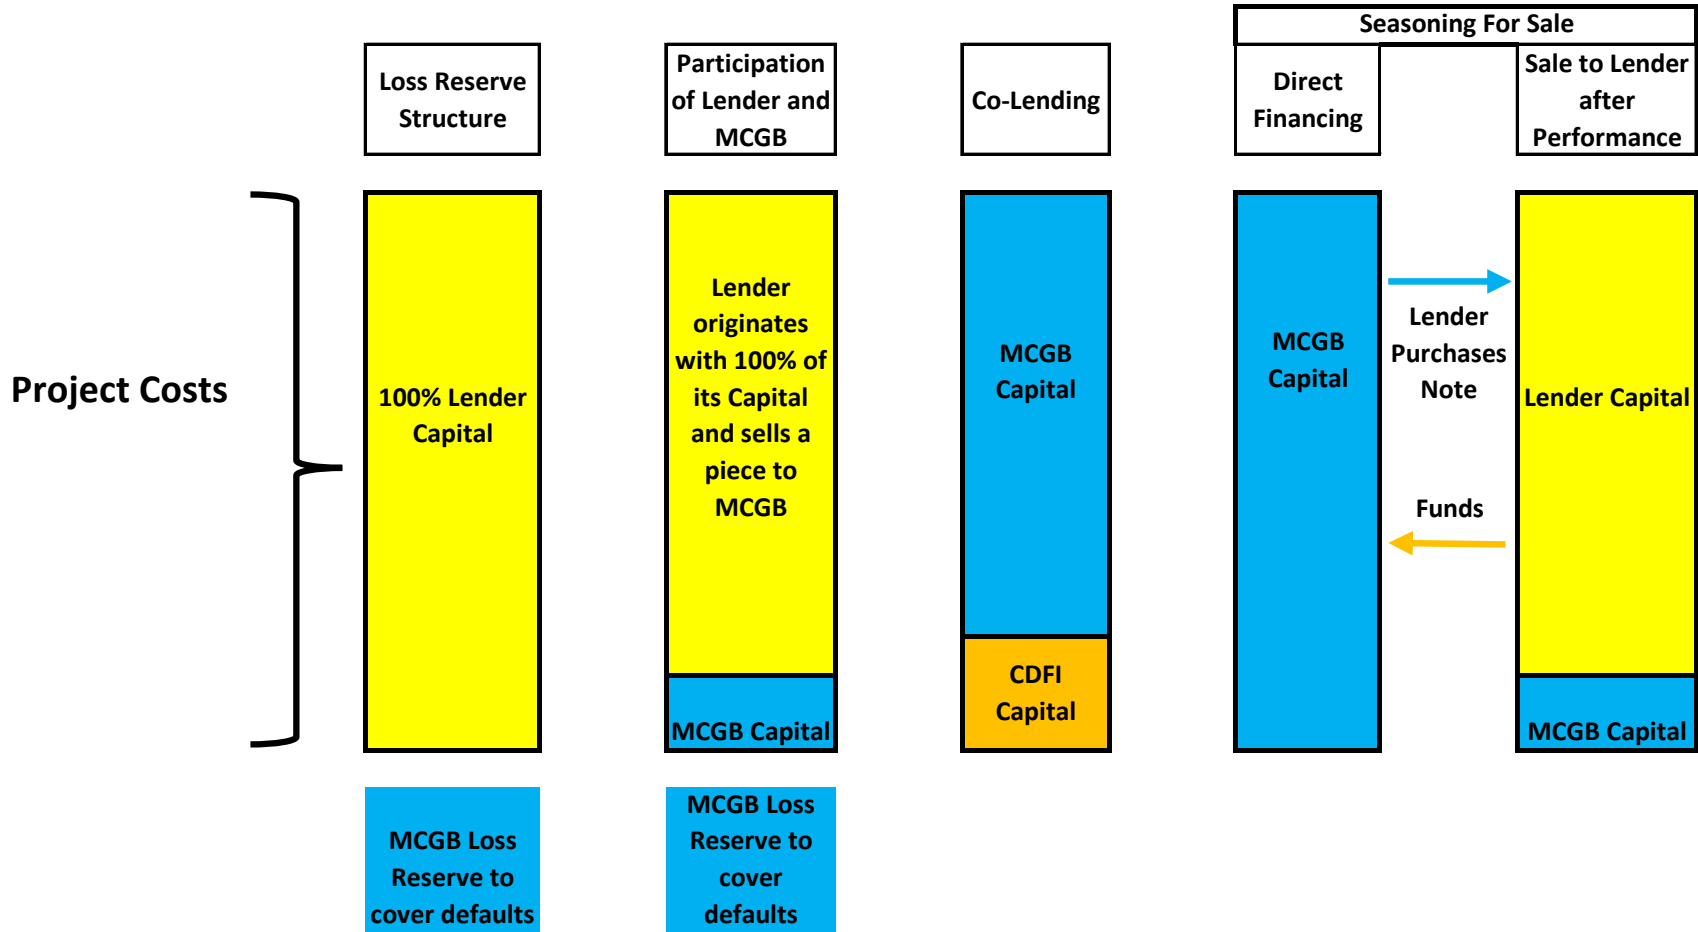 Seasoning For Sale
Loss Reserve
Structure
Participation
of Lender and
MCGB
Co-Lending
Direct
Financing
Sale to Lender
after
Performance
Project Costs
100% Lender
Capital
Lender
originates
with 100% of
its Capital
and sells a
piece to
MCGB
MCGB Capital
MCGB
Capital
CDFI
Capital
MCGB
Capital
Lender
Purchases
Note
Funds
Lender Capital
MCGB Capital
MCGB Loss
Reserve to
cover defaults
MCGB Loss
Reserve to
cover
defaults